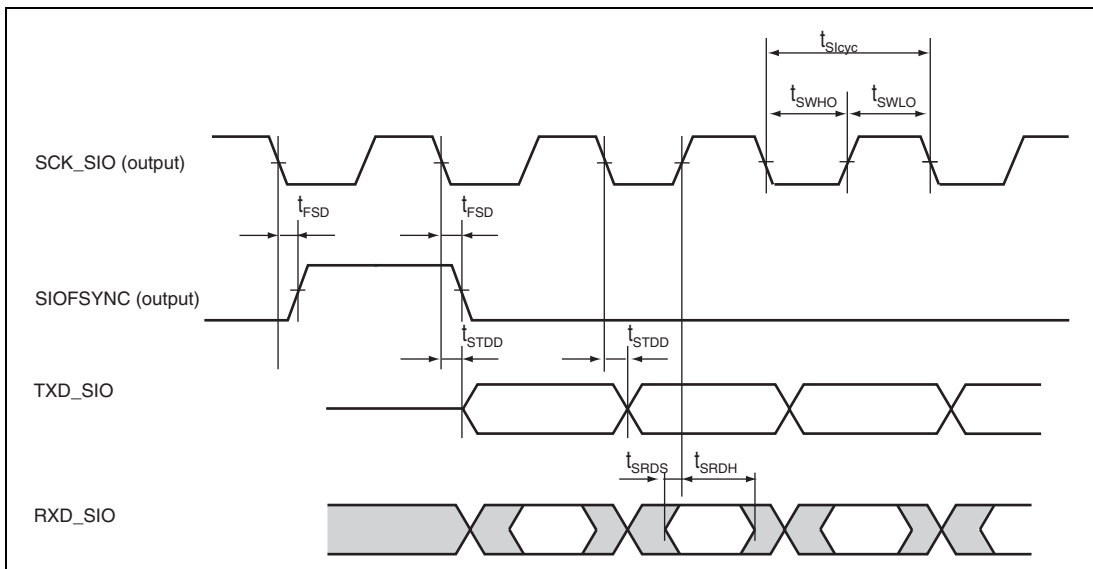 tSIcyc
tSWHO tSWLO
SCK_SIO (output)
tFSD tFSD
SIOFSYNC (output)
tSTDD tSTDD
TXD_SIO
tSRDS tSRDH
RXD_SIO